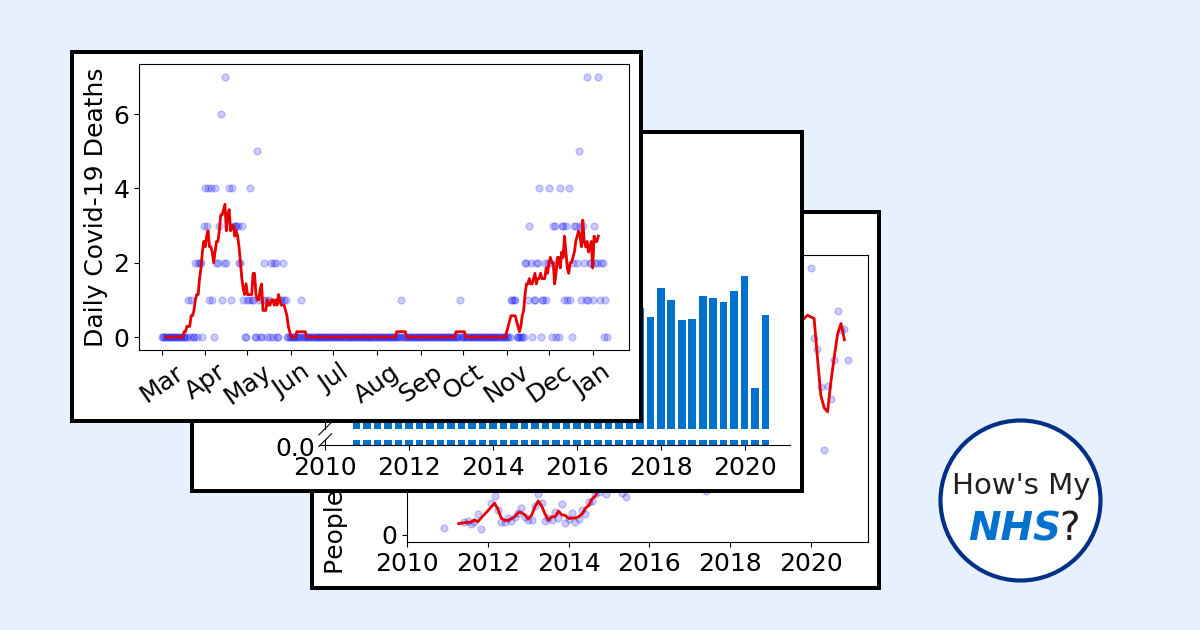 Daily Covid-19 Deaths
6
4
2
0
Mar Apr May Jun Jul Aug Sep Oct Nov Dec Jan
0.0
2010 2012 2014 2016 2018 2020
People
0
2010 2012 2014 2016 2018 2020
How's My
NHS?